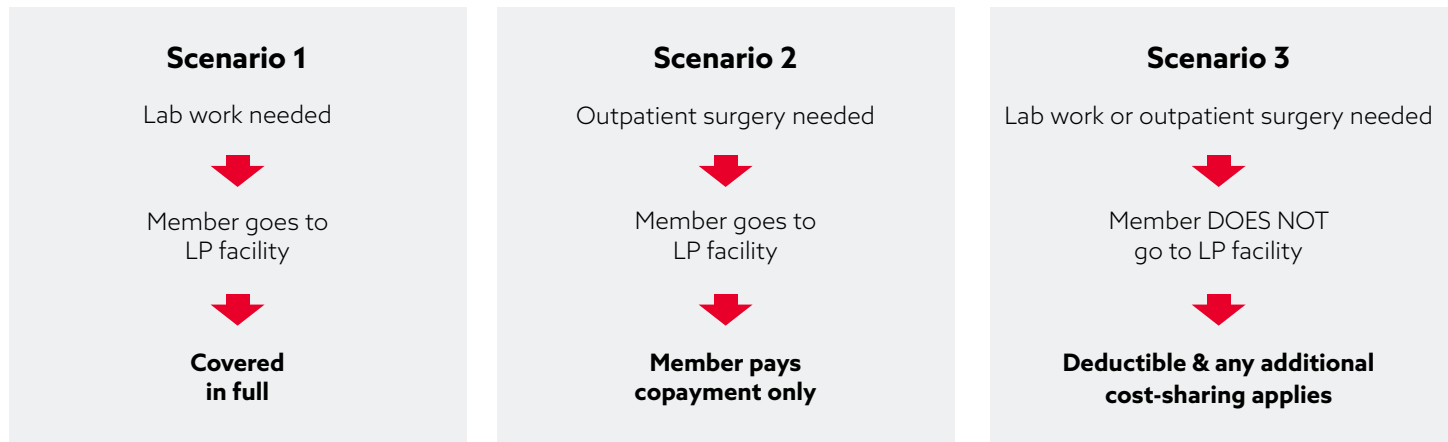 Scenario 1
Lab work needed
Member goes to
LP facility
Covered
in full
Scenario 2
Outpatient surgery needed
Member goes to
LP facility
Member pays
copayment only
Scenario 3
Lab work or outpatient surgery needed
Member DOES NOT
go to LP facility
Deductible & any additional
cost-sharing applies